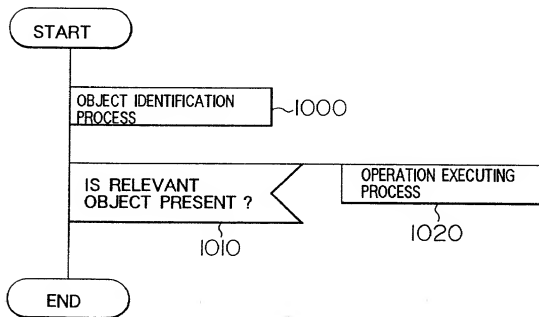 START
OBJECT IDENTIFICATION
PROCESS
1000
IS RELEVANT
OBJECT PRESENT ?
1010
OPERATION EXECUTING
PROCESS
1020
END